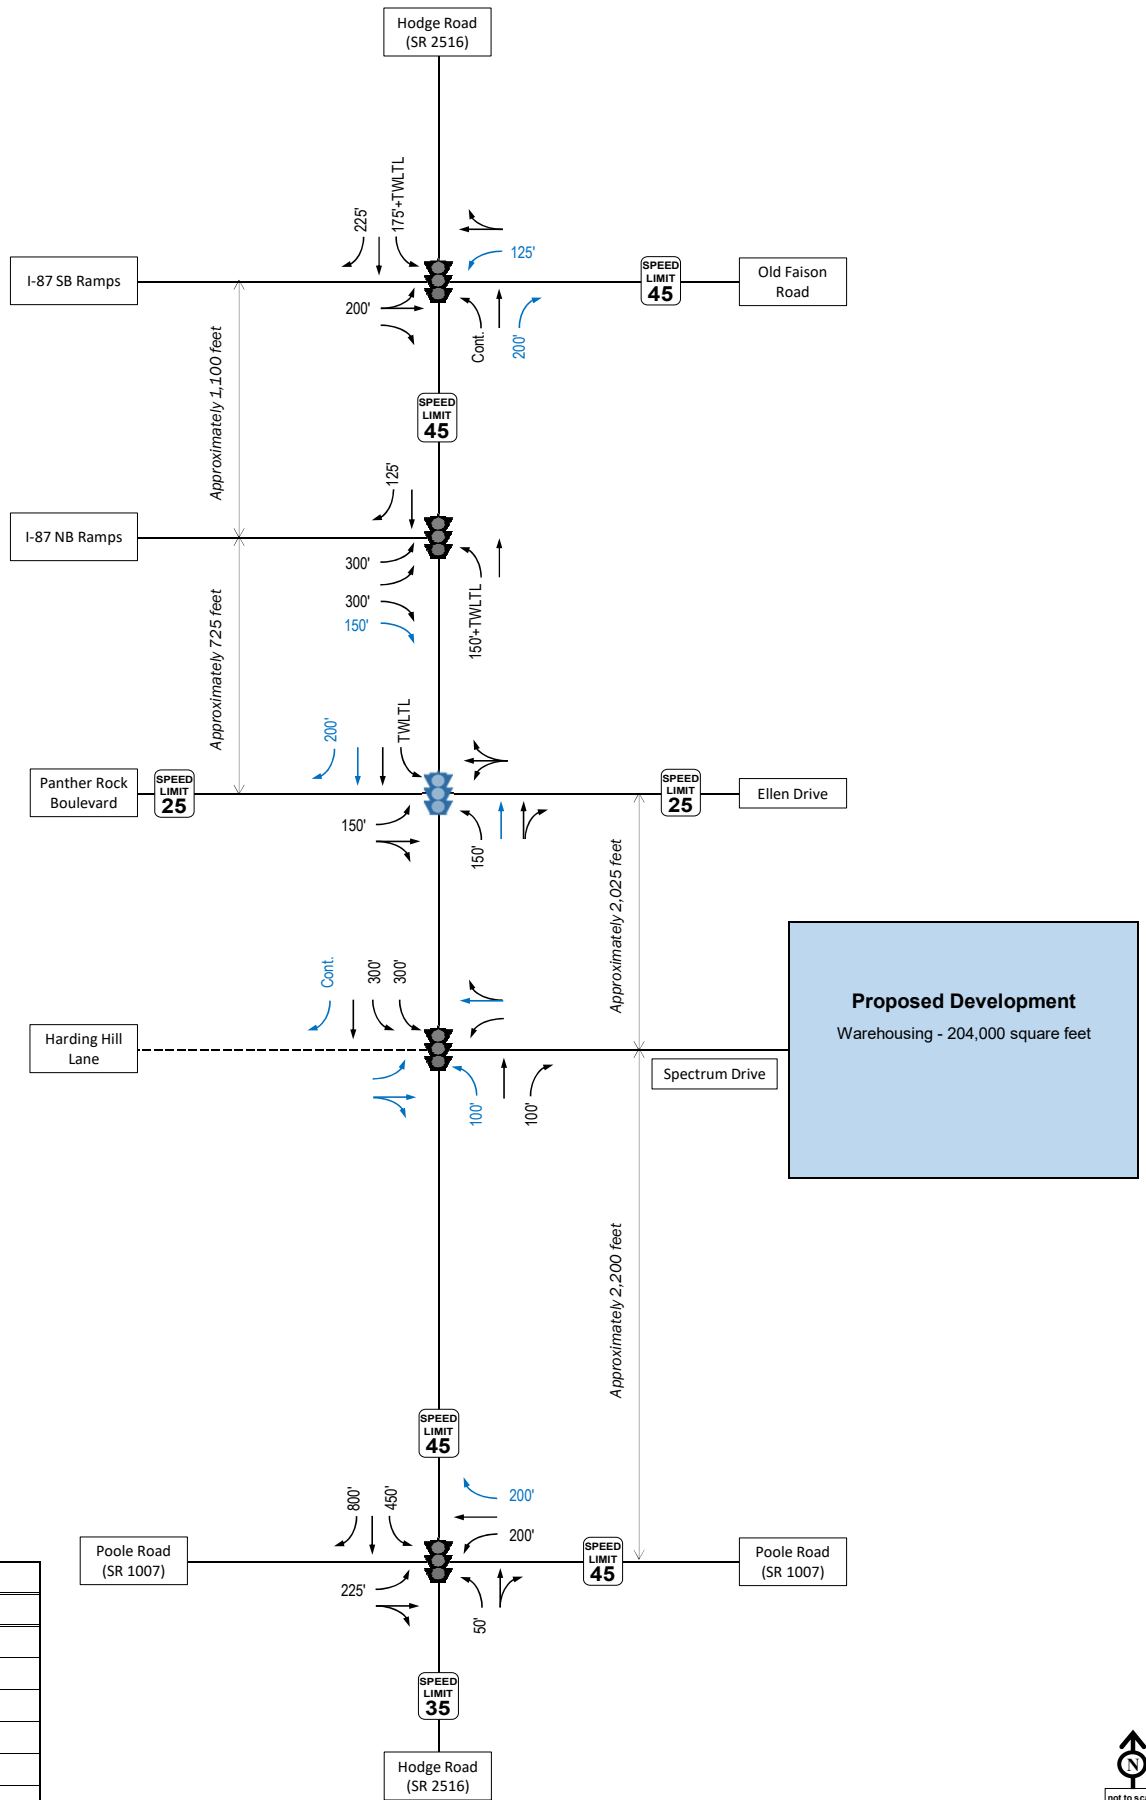 Hodge Road
(SR 2516)
225'
175'+TWLTL
125'
I-87 SB Ramps
SPEED
LIMIT
45
Old Faison
Road
200'
Cont.
200'
Approximately 1,100 feet
SPEED
LIMIT
45
125'
I-87 NB Ramps
300'
300'
150'
150'+TWLTL
Approximately 725 feet
200'
TWLTL
Panther Rock
Boulevard
SPEED
LIMIT
25
SPEED
LIMIT
25
Ellen Drive
150'
150'
Approximately 2,025 feet
Proposed Development
Warehousing - 204,000 square feet
Cont.
300'
300'
Harding Hill
Lane
Spectrum Drive
100'
100'
Approximately 2,200 feet
SPEED
LIMIT
45
800'
450'
200'
200'
Poole Road
(SR 1007)
SPEED
LIMIT
45
Poole Road
(SR 1007)
225'
50'
SPEED
LIMIT
35
Hodge Road
(SR 2516)
N
not to sca